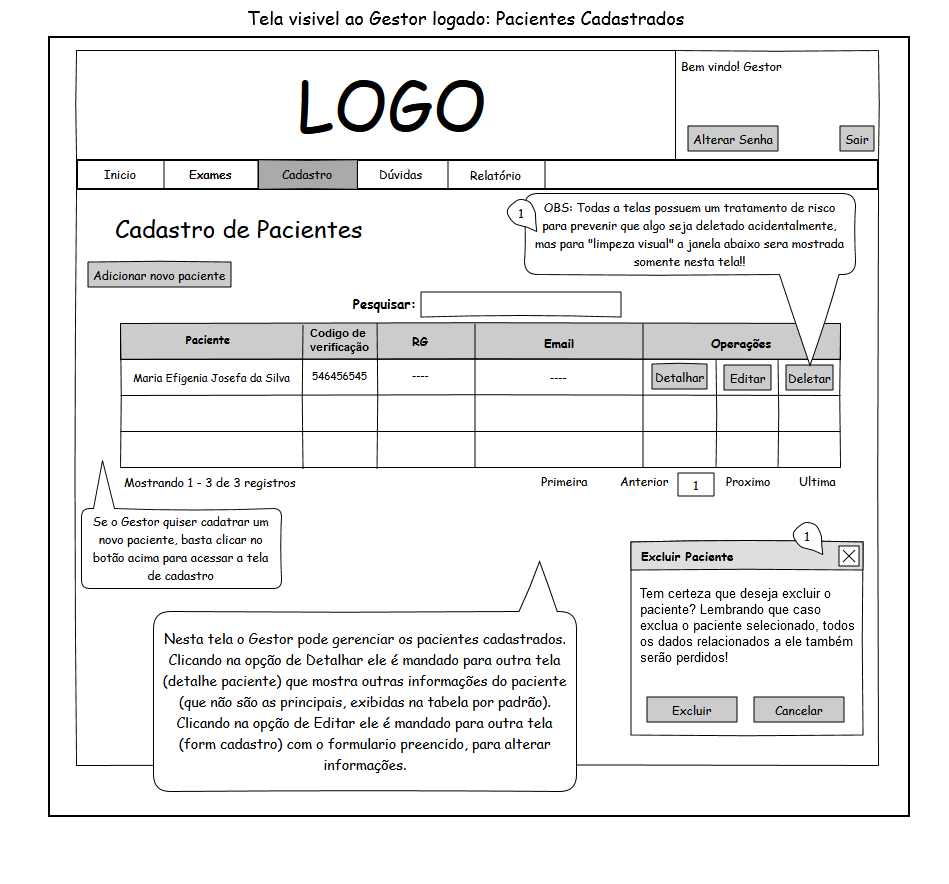 Tela visivel ao Gestor logado: Pacientes Cadastrados
LOGO
Bem vindo! Gestor
Alterar Senha
Sair
Inicio
Exames
Cadastro
Dúvidas
Relatório
1
OBS: Todas a telas possuem um tratamento de risco
para prevenir que algo seja deletado acidentalmente,
mas para "limpeza visual" a janela abaixo sera mostrada
somente nesta tela!!
Cadastro de Pacientes
Adicionar novo paciente
Pesquisar:
Paciente
Codigo de
verificação
RG
Email
Operações
Maria Efigenia Josefa da Silva
546456545
----
----
Detalhar
Editar
Deletar
Mostrando 1 - 3 de 3 registros
Primeira
Anterior
1
Proximo
Ultima
Se o Gestor quiser cadatrar um
novo paciente, basta clicar no
botão acima para acessar a tela
de cadastro
1
Excluir Paciente
Tem certeza que deseja excluir o
paciente? Lembrando que caso
exclua o paciente selecionado, todos
os dados relacionados a ele também
serão perdidos!
Excluir
Cancelar
Nesta tela o Gestor pode gerenciar os pacientes cadastrados.
Clicando na opção de Detalhar ele é mandado para outra tela
(detalhe paciente) que mostra outras informações do paciente
(que não são as principais, exibidas na tabela por padrão).
Clicando na opção de Editar ele é mandado para outra tela
(form cadastro) com o formulario preencido, para alterar
informações.